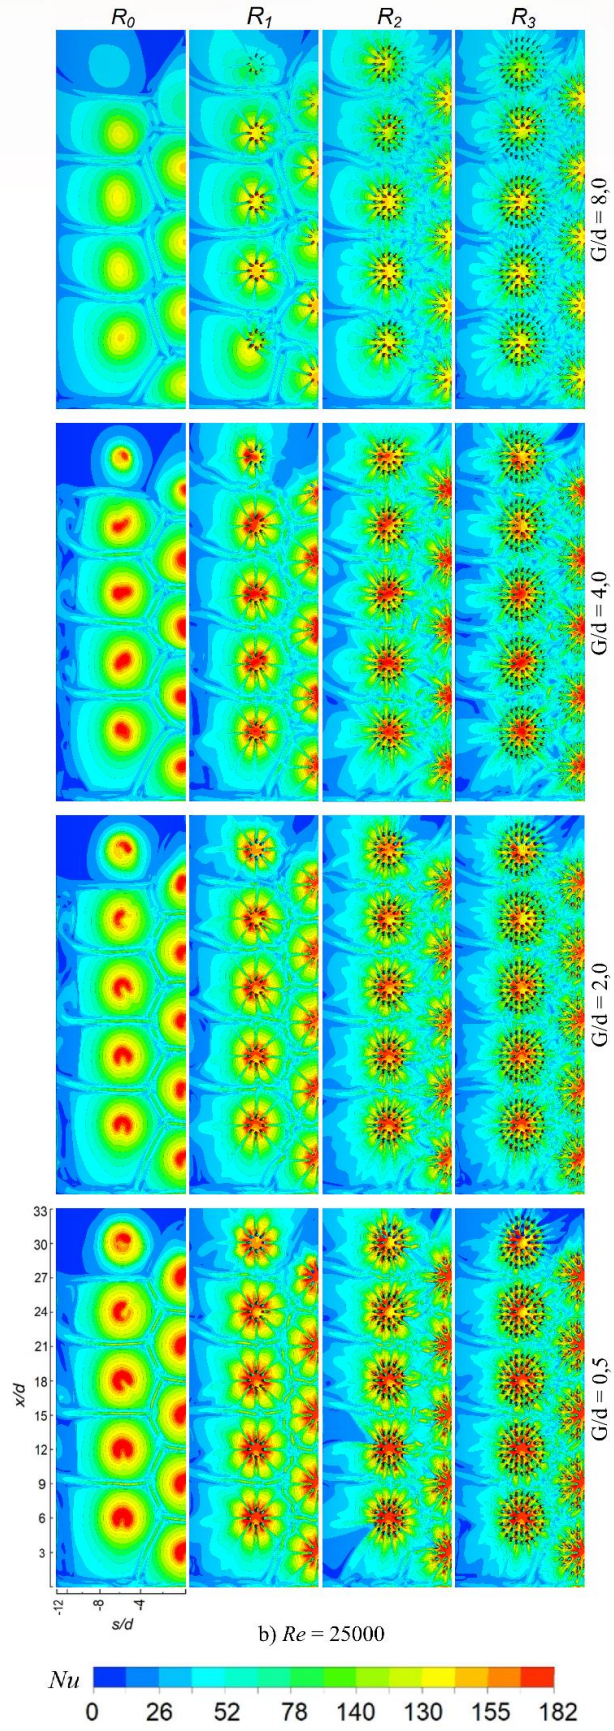 R0 R1 R2 R3
G/d = 8,0
G/d = 4,0
G/d = 2,0
33
30
27
24
21
18
15
12
9
6
3
x/d
G/d = 0,5
-12 -8 -4
s/d
b) Re = 25000
Nu
0 26 52 78 140 130 155 182